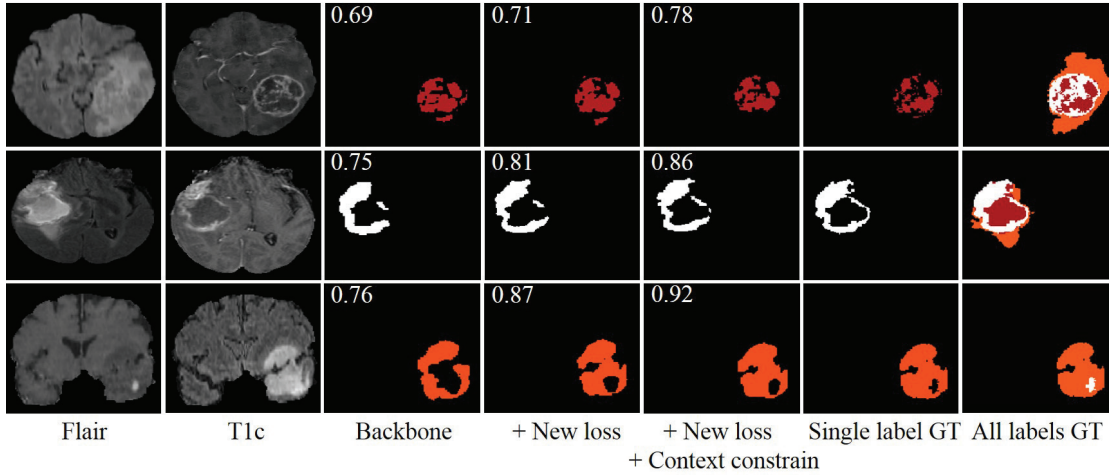 0.69 0.71 0.78
0.75 0.81 0.86
0.76 0.87 0.92
Flair T1c Backbone + New loss + New loss Single label GT All labels GT
+ Context constrain